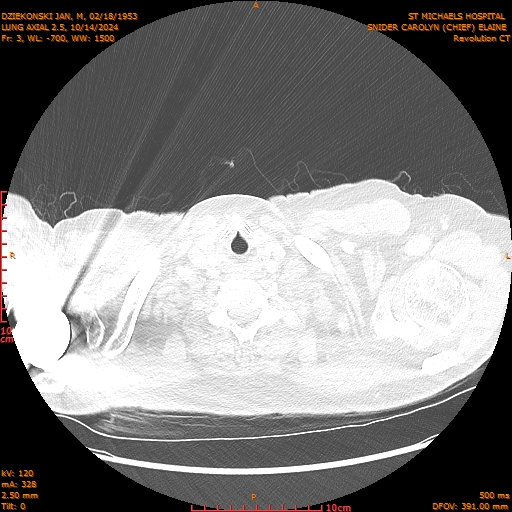 DZIEKONSKI JAN, M, 02/18/1953
LUNG AXIAL 2.5, 10/14/2024
Fr: 3, WL: -700, WW: 1500
A
ST MICHAELS HOSPITAL
SNIDER CAROLYN (CHIEF) ELAINE
Revolution CT
R
L
10
cm
kV: 120
mA: 328
2.50 mm
Tilt: 0
P
10cm
500 ms
DFOV: 391.00 mm